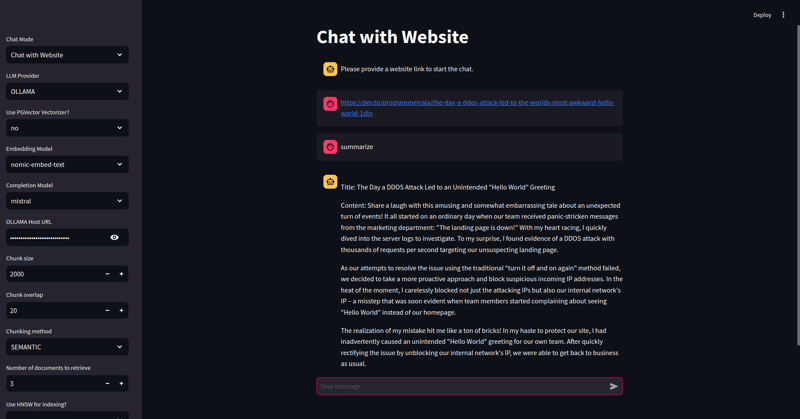 Deploy
Chat Mode
Chat with Website
LLM Provider
OLLAMA
Use PGVector Vectorizer?
no
Embedding Model
nomic-embed-text
Completion Model
mistral
OLLAMA Host URL
Chunk size
2000
Chunk overlap
20
Chunking method
SEMANTIC
Number of documents to retrieve
3
Use HNSW for indexing?
Chat with Website
Please provide a website link to start the chat.
https://dev.to/programmerraja/the-day-a-ddos-attack-led-to-the-worlds-most-awkward-hello-
world-1dln
summarize
Title: The Day a DDOS Attack Led to an Unintended "Hello World" Greeting
Content: Share a laugh with this amusing and somewhat embarrassing tale about an unexpected
turn of events! It all started on an ordinary day when our team received panic-stricken messages
from the marketing department: "The landing page is down!" With my heart racing, I quickly
dived into the server logs to investigate. To my surprise, I found evidence of a DDOS attack with
thousands of requests per second targeting our unsuspecting landing page.
As our attempts to resolve the issue using the traditional "turn it off and on again" method failed,
we decided to take a more proactive approach and block suspicious incoming IP addresses. In the
heat of the moment, I carelessly blocked not just the attacking IPs but also our internal network's
IP – a misstep that was soon evident when team members started complaining about seeing
"Hello World" instead of our homepage.
The realization of my mistake hit me like a ton of bricks! In my haste to protect our site, I had
inadvertently caused an unintended "Hello World" greeting for our own team. After quickly
rectifying the issue by unblocking our internal network's IP, we were able to get back to business
as usual.
Your message